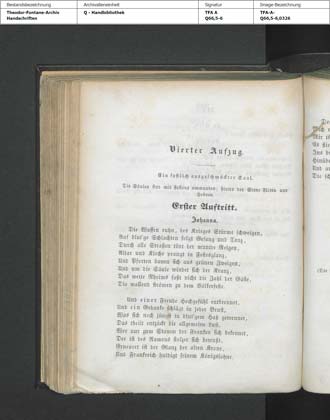 Bestandsbezeichnung Archivalieneinheit Signatur Image-Bezeichnung
Theodor-Fontane-Archiv Q - Handbibliothek TFA A TFA-A-
Handschriften Q66,5-6 Q66,5-6,0326
Vierter Aufzug.
Ein festlich ausgeschmückter Saal.
Die Säulen sind mit Festons umwunden; hinter der Scene Flöten und
Hoboen.
Erster Auftritt.
Johanna.
Die Waffen ruhn, des Krieges Stürme schweigen,
Auf blut'ge Schlachten folgt Gesang und Tanz,
Durch alle Straßen tönt der muntre Reigen,
Altar und Kirche prangt in Festesglanz,
Und Pforten bauen sich aus grünen Zweigen,
Und um die Säule windet sich der Kranz,
Das weite Rheims faßt nicht die Zahl der Gäste,
Die wallend strömen zu dem Völkerfeste.
Und einer Freude Hochgefühl entbrennet,
Und ein Gedanke schlägt in jeder Brust,
Was sich noch jüngst in blut'gem Haß getrennet,
Das theilt entzückt die allgemeine Lust,
Wer nur zum Stamm der Franken sich bekennet,
Der ist des Namens stolzer sich bewußt,
Erneuert ist der Glanz der alten Krone,
Und Frankreich huldigt seinem Königssohne.